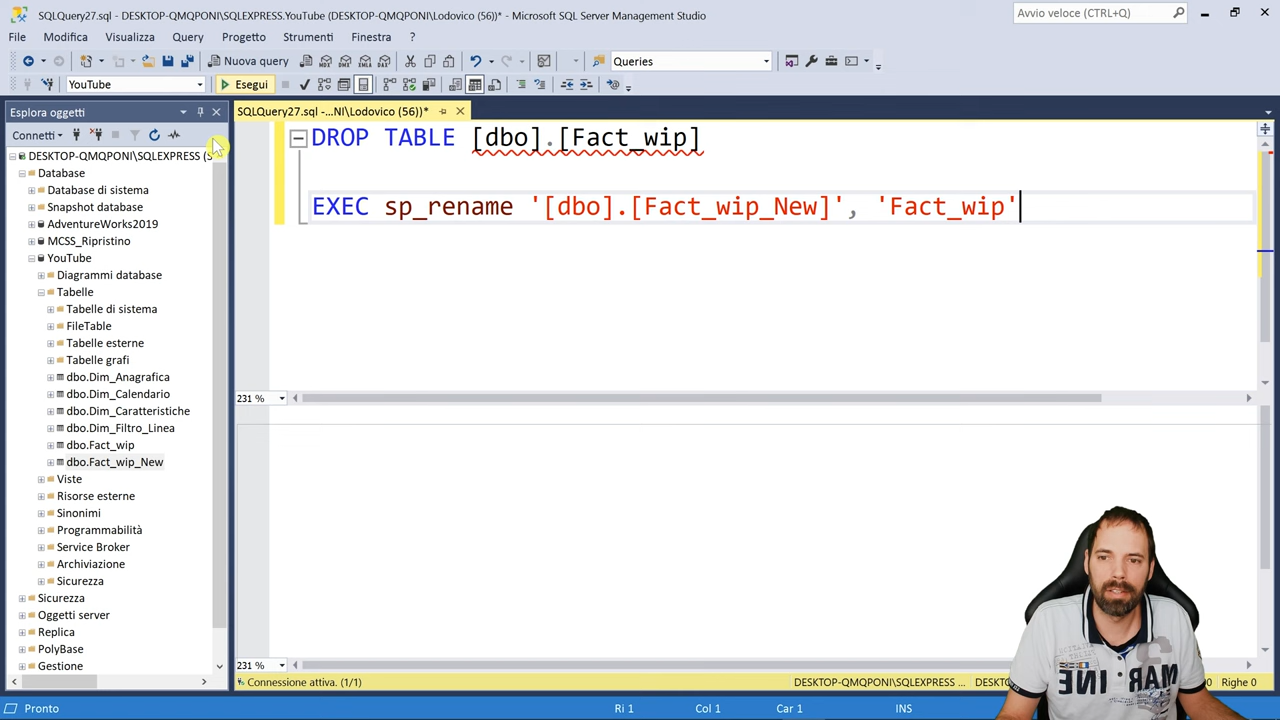 SQLQuery27.sql - DESKTOP-QMQPONI\SQLEXPRESS.YouTube (DESKTOP-QMQPONI\Lodovico (56))* - Microsoft SQL Server Management Studio
Avvio veloce (CTRL+Q)
File Modifica Visualizza Query Progetto Strumenti Finestra ?
Nuova query
Queries
YouTube
Esegui
Esplora oggetti
SQLQuery27.sql -...NI\Lodovico (56))*
Connetti
DROP TABLE [dbo].[Fact_wip]
EXEC sp_rename '[dbo].[Fact_wip_New]', 'Fact_wip'
DESKTOP-QMQPONI\SQLEXPRESS (S
Database
Database di sistema
Snapshot database
AdventureWorks2019
MCSS_Ripristino
YouTube
Diagrammi database
Tabelle
Tabelle di sistema
FileTable
Tabelle esterne
Tabelle grafi
dbo.Dim_Anagrafica
dbo.Dim_Calendario
dbo.Dim_Caratteristiche
dbo.Dim_Filtro_Linea
dbo.Fact_wip
dbo.Fact_wip_New
Viste
Risorse esterne
Sinonimi
Programmabilità
Service Broker
Archiviazione
Sicurezza
Sicurezza
Oggetti server
Replica
PolyBase
Gestione
231 %
231 %
Connessione attiva. (1/1)
DESKTOP-QMQPONI\SQLEXPRESS ...
Righe 0
Pronto
Ri 1
Col 1
Car 1
INS